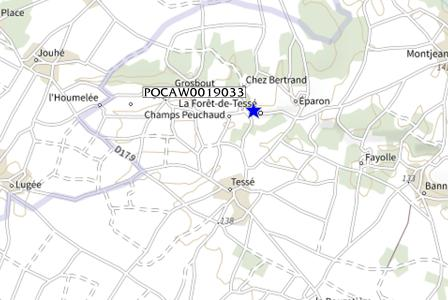 Place
Jouhé
Montjean
Grosbout
Chez Bertrand
POCAW0019033
l'Houmelée
La Forêt-de-Tessé
Éparon
Champs Peuchaud
D179
Fayolle
Lugée
Tessé
133
Bann
138